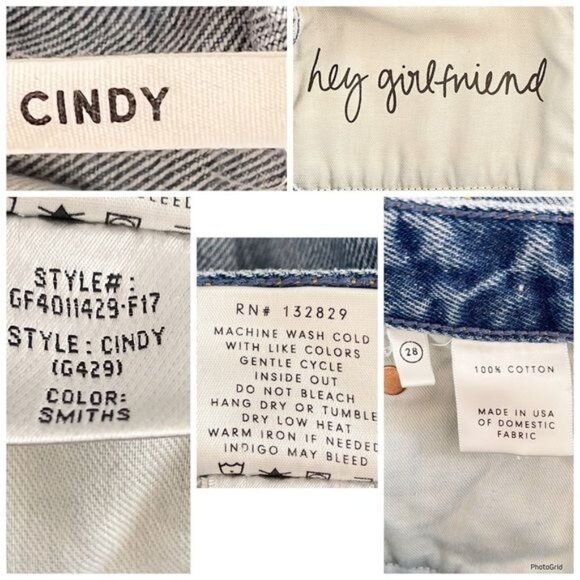 CINDY
hey girlfriend
BLEED
STYLE#:
GF4011429-F17
STYLE: CINDY
(G429)
COLOR:
SMITHS
RN# 132829
MACHINE WASH COLD
WITH LIKE COLORS
GENTLE CYCLE
INSIDE OUT
DO NOT BLEACH
HANG DRY OR TUMBLE
DRY LOW HEAT
WARM IRON IF NEEDED
INDIGO MAY BLEED
28
100% COTTON
MADE IN USA
OF DOMESTIC
FABRIC
PhotoGrid